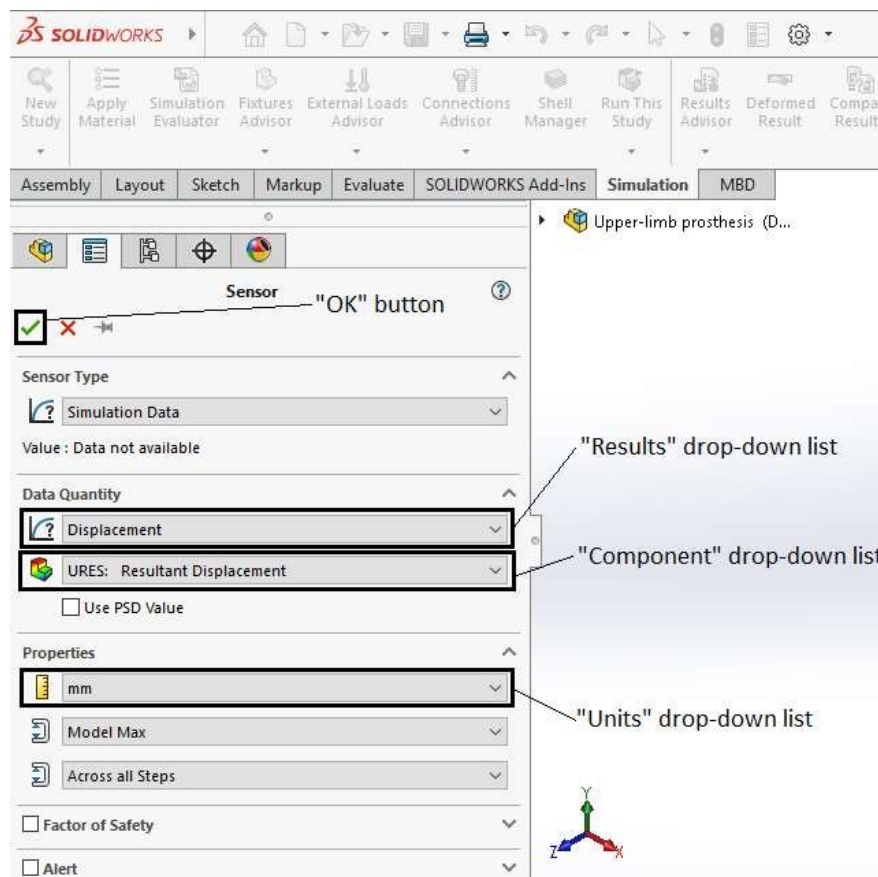 SOLIDWORKS
New Study
Apply Material
Simulation Evaluator
Fixtures Advisor
External Loads Advisor
Connections Advisor
Shell Manager
Run This Study
Results Advisor
Deformed Result
Compa Result
Assembly Layout Sketch Markup Evaluate SOLIDWORKS Add-Ins Simulation MBD
Upper-limb prosthesis (D...
Sensor
"OK" button
Sensor Type
Simulation Data
Value : Data not available
"Results" drop-down list
Data Quantity
Displacement
"Component" drop-down list
URES: Resultant Displacement
Use PSD Value
Properties
mm
"Units" drop-down list
Model Max
Across all Steps
Factor of Safety
Alert
Y
Z
X